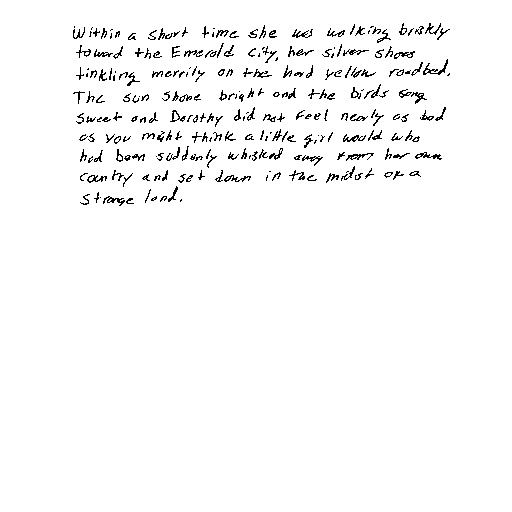 Within a short time she was walking briskly
toward the Emerald City, her silver shoes
tinkling merrily on the hard yellow roadbed.
The sun shone bright and the birds sang
sweet and Dorothy did not feel nearly as bad
as you might think a little girl would who
had been suddenly whisked away from her own
country and set down in the midst of a
strange land.